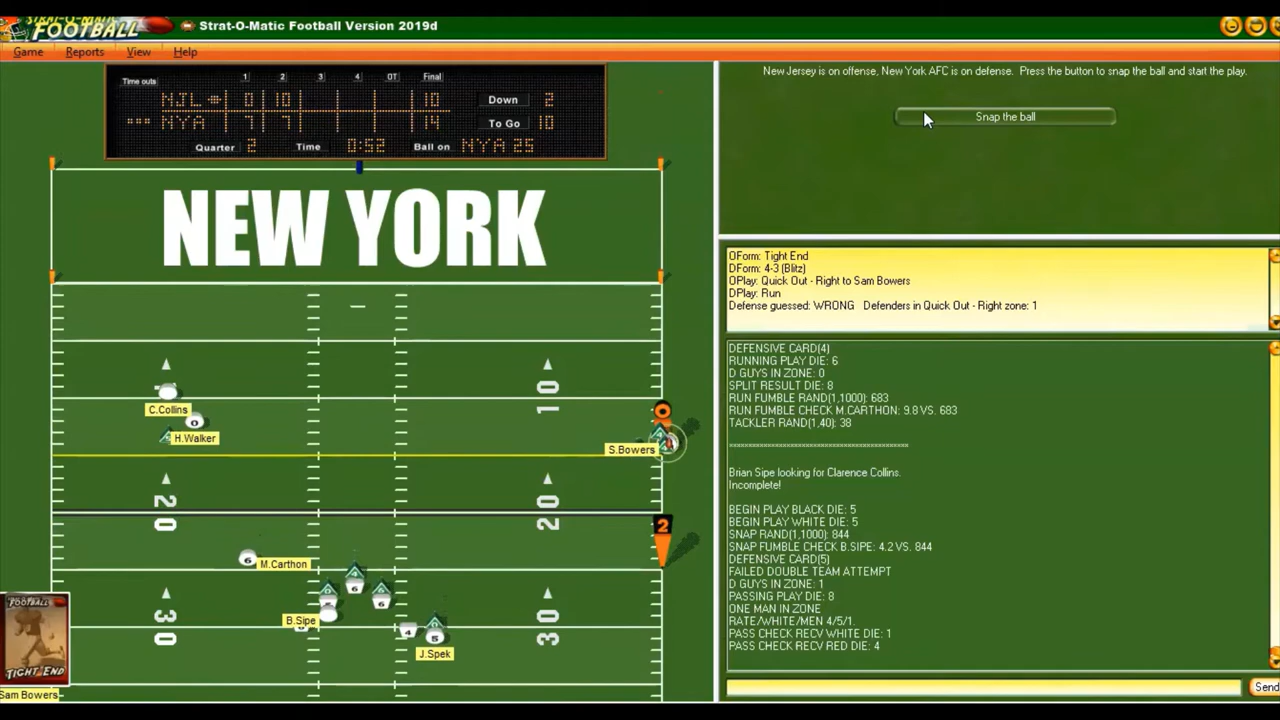 FOOTBALL
Strat-O-Matic Football Version 2019d
Game Reports View Help
Time outs 1 2 3 4 OT Final
NJL 0 10 10 Down 2
NYA 7 7 14 To Go 10
Quarter 2 Time 0:52 Ball on NYA 25
New Jersey is on offense, New York AFC is on defense. Press the button to snap the ball and start the play.
Snap the ball
NEW YORK
OForm: Tight End
DForm: 4-3 (Blitz)
OPlay: Quick Out - Right to Sam Bowers
DPlay: Run
Defense guessed: WRONG Defenders in Quick Out - Right zone: 1
DEFENSIVE CARD(4)
RUNNING PLAY DIE: 6
D GUYS IN ZONE: 0
SPLIT RESULT DIE: 8
RUN FUMBLE RAND(1,1000): 683
RUN FUMBLE CHECK M.CARTHON: 9.8 VS. 683
TACKLER RAND(1,40): 38
Brian Sipe looking for Clarence Collins.
Incomplete!
BEGIN PLAY BLACK DIE: 5
BEGIN PLAY WHITE DIE: 5
SNAP RAND(1,1000): 844
SNAP FUMBLE CHECK B.SIPE: 4.2 VS. 844
DEFENSIVE CARD(5)
FAILED DOUBLE TEAM ATTEMPT
D GUYS IN ZONE: 1
PASSING PLAY DIE: 8
ONE MAN IN ZONE
RATE/WHITE/MEN 4/5/1.
PASS CHECK RECV WHITE DIE: 1
PASS CHECK RECV RED DIE: 4
Send
10
C.Collins
H.Walker
S.Bowers
20 20
2
M.Carthon
B.Sipe
30 30
J.Spek
FOOTBALL
TIGHT END
Sam Bowers